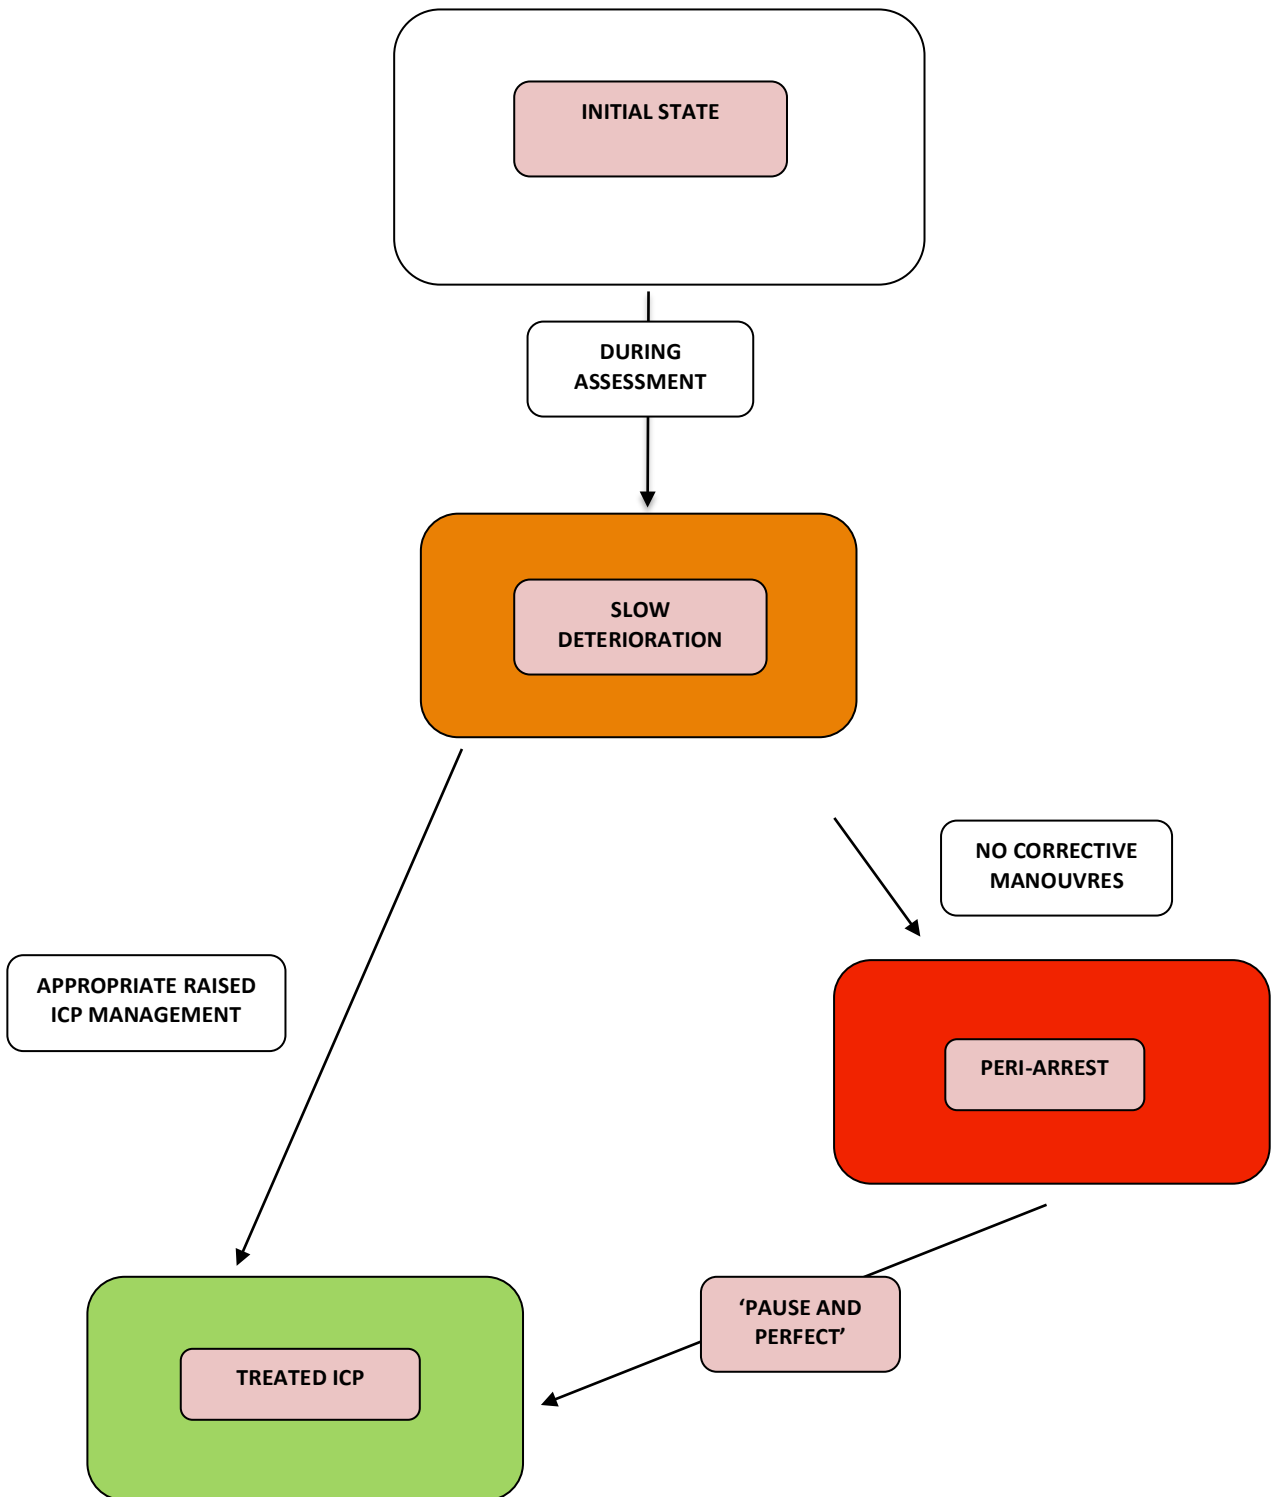 INITIAL STATE
DURING
ASSESSMENT
SLOW
DETERIORATION
NO CORRECTIVE
MANOUVRES
APPROPRIATE RAISED
ICP MANAGEMENT
PERI-ARREST
‘PAUSE AND
PERFECT’
TREATED ICP